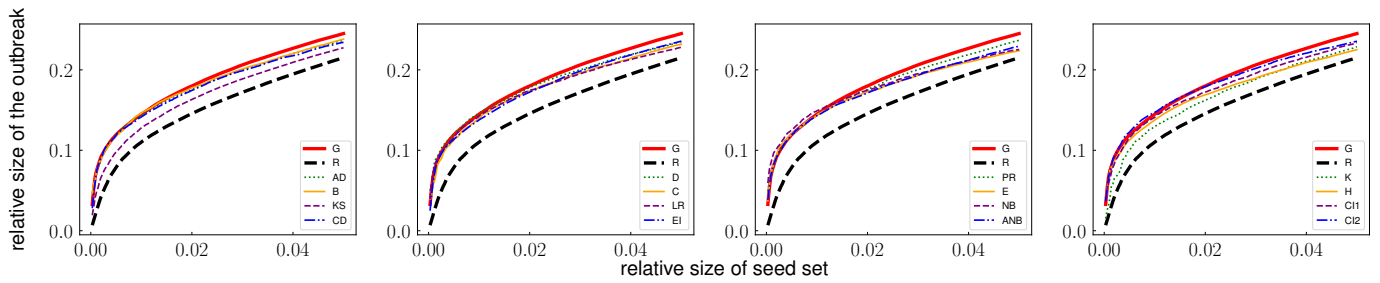 relative size of the outbreak
0.2
0.1
0.0
0.00 0.02 0.04
G
R
AD
B
KS
CD
0.2
0.1
0.0
0.00 0.02 0.04
G
R
D
C
LR
EI
0.2
0.1
0.0
0.00 0.02 0.04
G
R
PR
E
NB
ANB
0.2
0.1
0.0
0.00 0.02 0.04
G
R
K
H
CI1
CI2
relative size of seed set